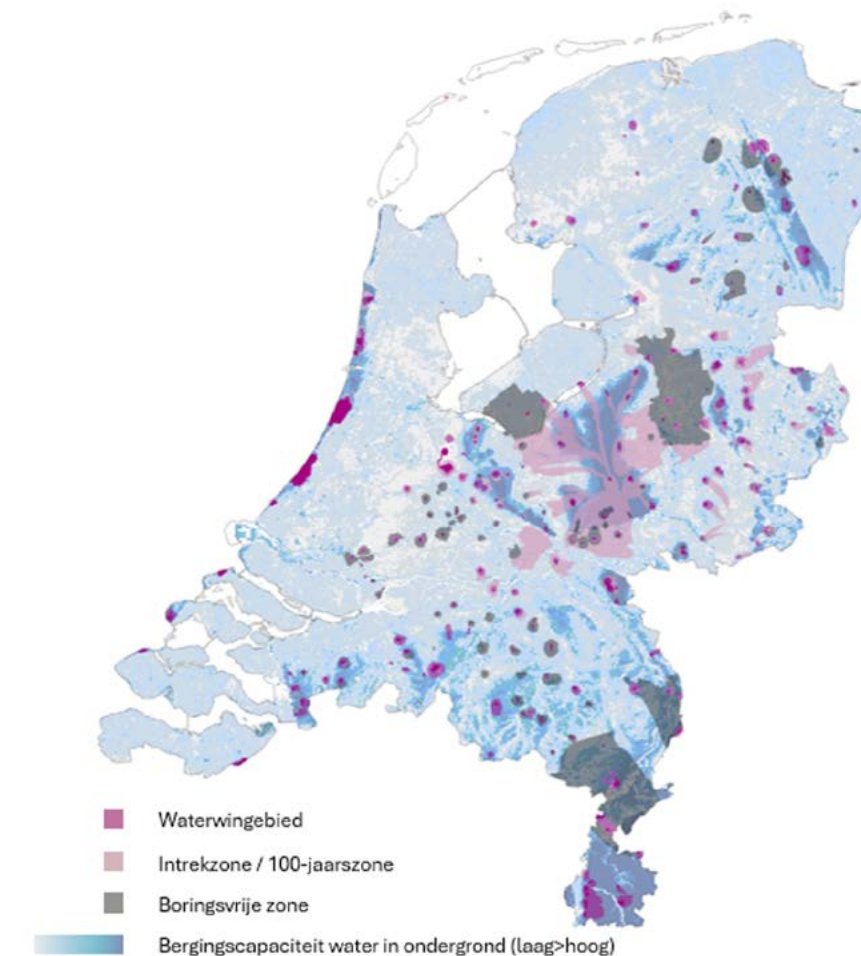 Waterwingebied
Intrekzone / 100-jaarszone
Boringsvrije zone
Bergingscapaciteit water in ondergrond (laag>hoog)